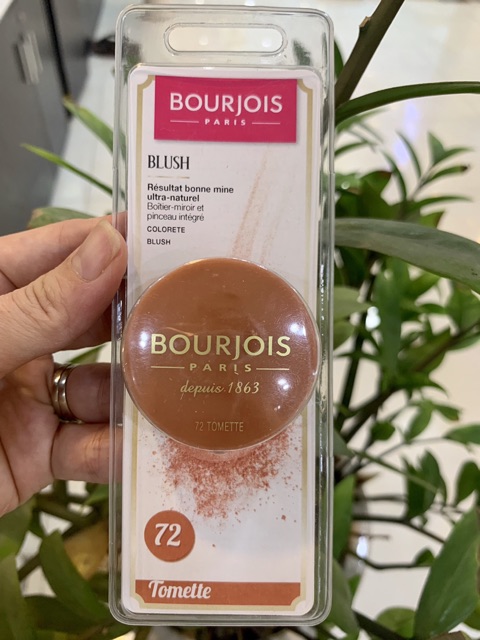 BOURJOIS
PARIS
BLUSH
Résultat bonne mine
ultra-naturel
Boîtier-miroir et
pinceau intégré
COLORETE
BLUSH
BOURJOIS
PARIS
depuis 1863
72 TOMETTE
72
Tomette